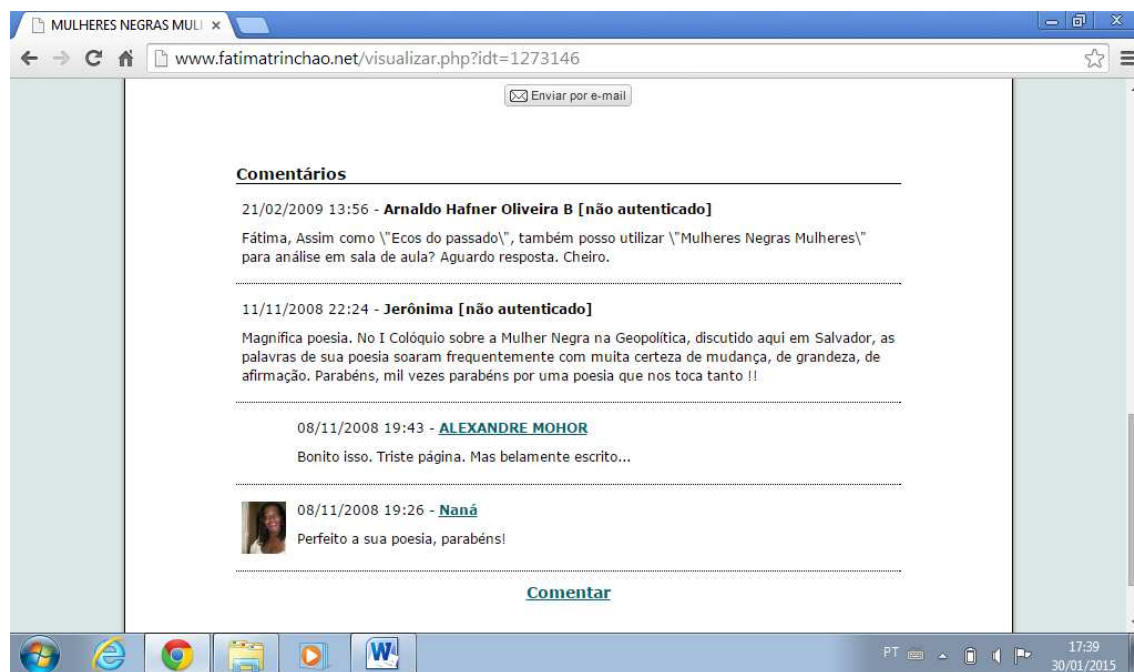 MULHERES NEGRAS MULI
www.fatimatrinchao.net/visualizar.php?idt=1273146
Enviar por e-mail
Comentários
21/02/2009 13:56 - Arnaldo Hafner Oliveira B [não autenticado]
Fátima, Assim como \"Ecos do passado\", também posso utilizar \"Mulheres Negras Mulheres\"
para análise em sala de aula? Aguardo resposta. Cheiro.
11/11/2008 22:24 - Jerônima [não autenticado]
Magnífica poesia. No I Colóquio sobre a Mulher Negra na Geopolítica, discutido aqui em Salvador, as
palavras de sua poesia soaram frequentemente com muita certeza de mudança, de grandeza, de
afirmação. Parabéns, mil vezes parabéns por uma poesia que nos toca tanto !!
08/11/2008 19:43 - ALEXANDRE MOHOR
Bonito isso. Triste página. Mas belamente escrito...
08/11/2008 19:26 - Naná
Perfeito a sua poesia, parabéns!
Comentar
PT
17:39
30/01/2015